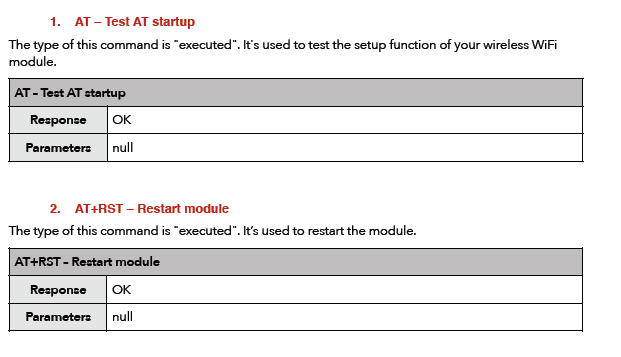 1. AT – Test AT startup
The type of this command is "executed". It's used to test the setup function of your wireless WiFi
module.
AT - Test AT startup
Response OK
Parameters null
2. AT+RST – Restart module
The type of this command is "executed". It's used to restart the module.
AT+RST - Restart module
Response OK
Parameters null